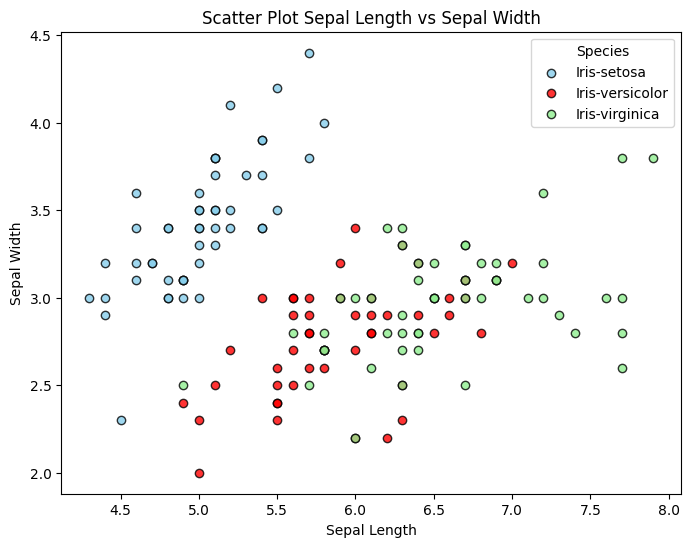 Scatter Plot Sepal Length vs Sepal Width
Species
Iris-setosa
Iris-versicolor
Iris-virginica
Sepal Width
4.5
4.0
3.5
3.0
2.5
2.0
4.5 5.0 5.5 6.0 6.5 7.0 7.5 8.0
Sepal Length